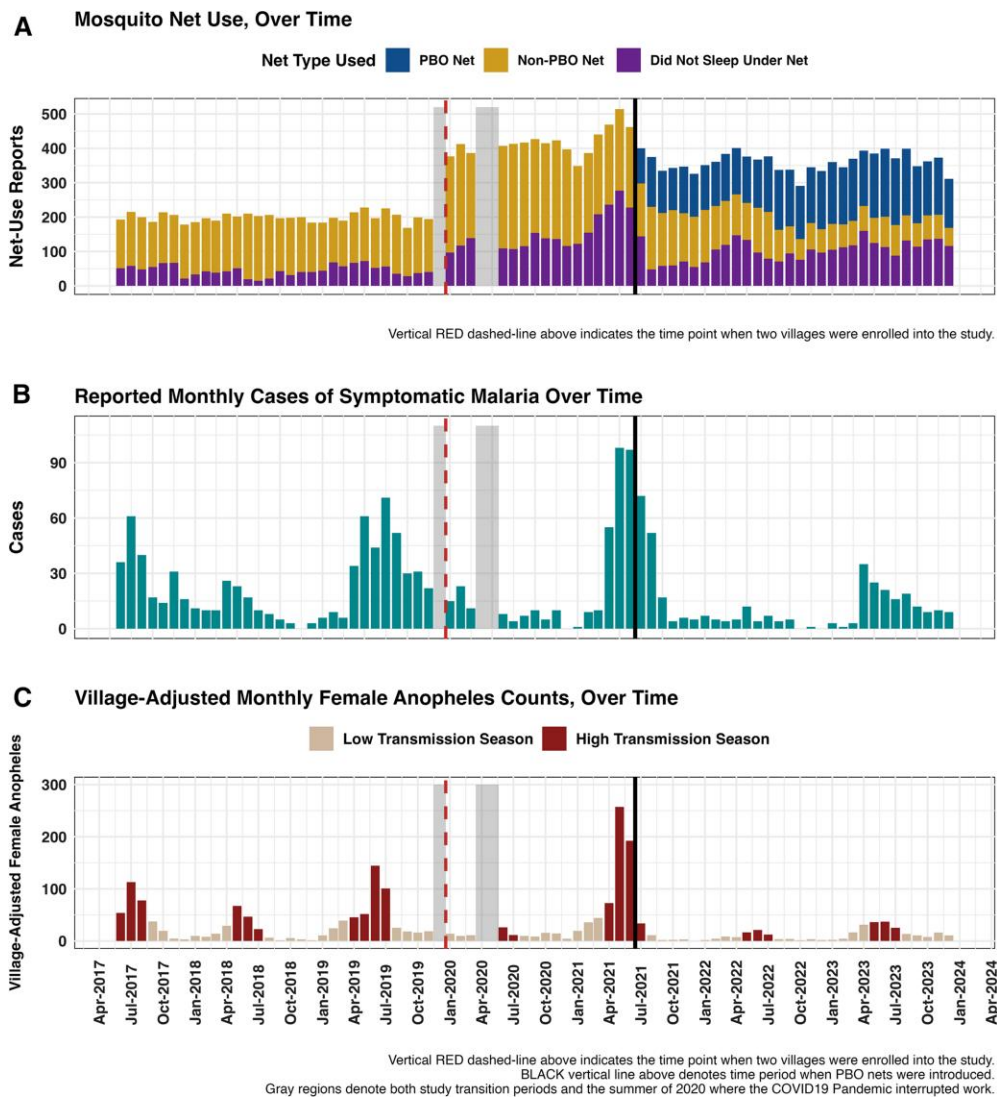 A Mosquito Net Use, Over Time
Net Type Used PBO Net Non-PBO Net Did Not Sleep Under Net
Net-Use Reports
500
400
300
200
100
0
Vertical RED dashed-line above indicates the time point when two villages were enrolled into the study.
B Reported Monthly Cases of Symptomatic Malaria Over Time
Cases
90
60
30
0
C Village-Adjusted Monthly Female Anopheles Counts, Over Time
Low Transmission Season High Transmission Season
Village-Adjusted Female Anopheles
300
200
100
0
Apr-2017 Jul-2017 Oct-2017 Jan-2018 Apr-2018 Jul-2018 Oct-2018 Jan-2019 Apr-2019 Jul-2019 Oct-2019 Jan-2020 Apr-2020 Jul-2020 Oct-2020 Jan-2021 Apr-2021 Jul-2021 Oct-2021 Jan-2022 Apr-2022 Jul-2022 Oct-2022 Jan-2023 Apr-2023 Jul-2023 Oct-2023 Jan-2024 Apr-2024
Vertical RED dashed-line above indicates the time point when two villages were enrolled into the study.
BLACK vertical line above denotes time period when PBO nets were introduced.
Gray regions denote both study transition periods and the summer of 2020 where the COVID19 Pandemic interrupted work.